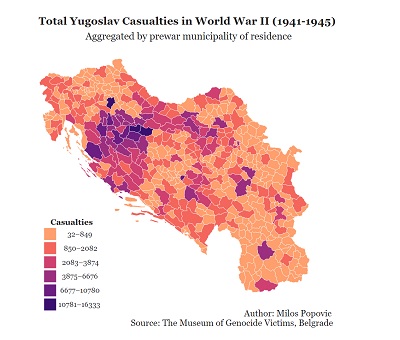 Total Yugoslav Casualties in World War II (1941-1945)
Aggregated by prewar municipality of residence
Casualties
32–849
850–2082
2083–3874
3875–6676
6677–10780
10781–16333
Author: Milos Popovic
Source: The Museum of Genocide Victims, Belgrade